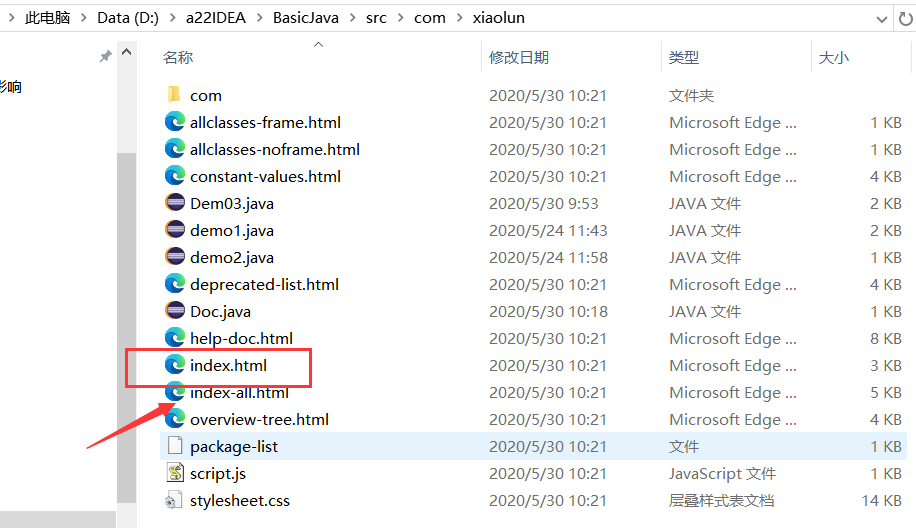 此电脑 > Data (D:) > a22IDEA > BasicJava > src > com > xiaolun
影响
名称 修改日期 类型 大小
com 2020/5/30 10:21 文件夹
allclasses-frame.html 2020/5/30 10:21 Microsoft Edge ... 1 KB
allclasses-noframe.html 2020/5/30 10:21 Microsoft Edge ... 1 KB
constant-values.html 2020/5/30 10:21 Microsoft Edge ... 4 KB
Dem03.java 2020/5/30 9:53 JAVA 文件 2 KB
demo1.java 2020/5/24 11:43 JAVA 文件 2 KB
demo2.java 2020/5/24 11:58 JAVA 文件 1 KB
deprecated-list.html 2020/5/30 10:21 Microsoft Edge ... 4 KB
Doc.java 2020/5/30 10:18 JAVA 文件 1 KB
help-doc.html 2020/5/30 10:21 Microsoft Edge ... 8 KB
index.html 2020/5/30 10:21 Microsoft Edge ... 3 KB
index-all.html 2020/5/30 10:21 Microsoft Edge ... 5 KB
overview-tree.html 2020/5/30 10:21 Microsoft Edge ... 4 KB
package-list 2020/5/30 10:21 文件 1 KB
script.js 2020/5/30 10:21 JavaScript 文件 1 KB
stylesheet.css 2020/5/30 10:21 层叠样式表文档 14 KB